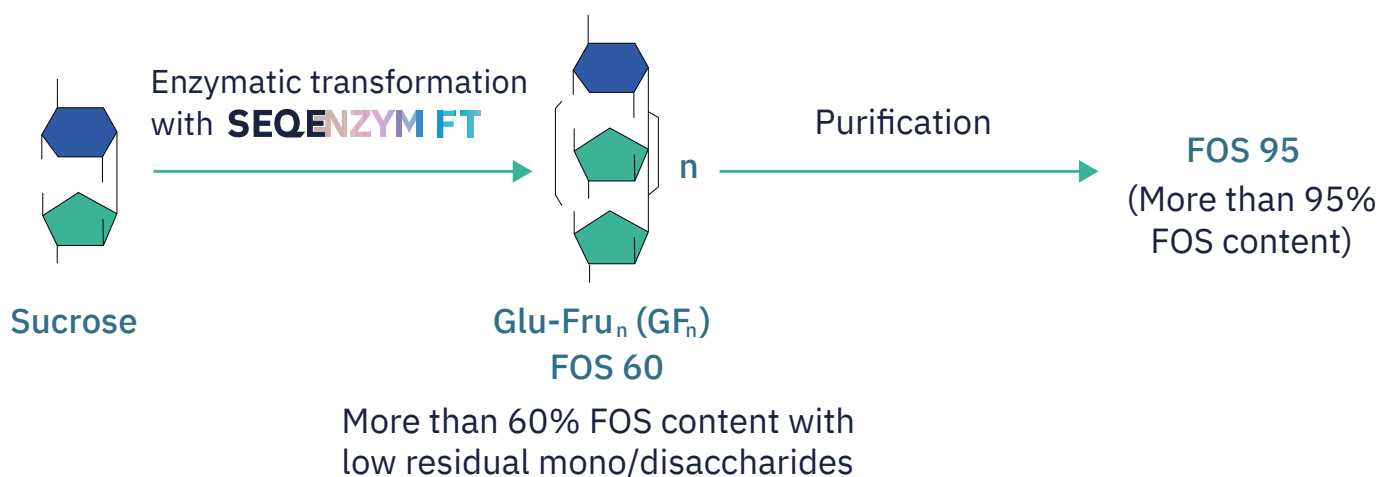 Enzymatic transformation
with SEQENZYM FT
n
Purification
FOS 95
(More than 95%
FOS content)
Sucrose
Glu-Fruₙ (GFₙ)
FOS 60
More than 60% FOS content with
low residual mono/disaccharides